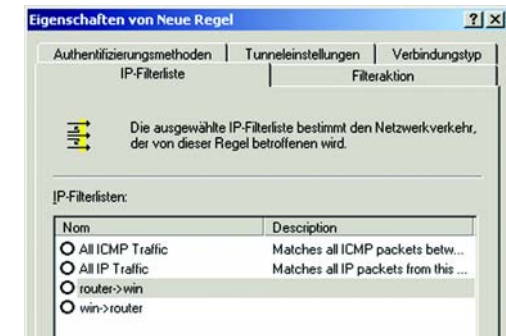 Eigenschaften von Neue Regel
Authentifizierungsmethoden Tunneleinstellungen Verbindungstyp
IP-Filterliste Filteraktion
Die ausgewählte IP-Filterliste bestimmt den Netzwerkverkehr,
der von dieser Regel betroffenen wird.
IP-Filterlisten:
Nom Description
All ICMP Traffic Matches all ICMP packets betw...
All IP Traffic Matches all IP packets from this ...
router->win
win->router